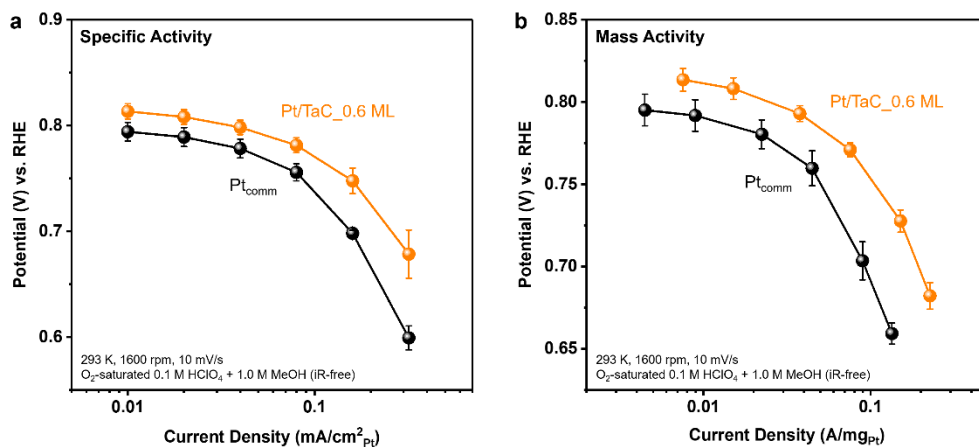 a
Specific Activity
Potential (V) vs. RHE
0.9
0.8
0.7
0.6
Pt/TaC_0.6 ML
Pt_comm
293 K, 1600 rpm, 10 mV/s
O₂-saturated 0.1 M HClO₄ + 1.0 M MeOH (iR-free)
0.01
0.1
Current Density (mA/cm²_Pt)
b
Mass Activity
Potential (V) vs. RHE
0.85
0.80
0.75
0.70
0.65
Pt/TaC_0.6 ML
Pt_comm
293 K, 1600 rpm, 10 mV/s
O₂-saturated 0.1 M HClO₄ + 1.0 M MeOH (iR-free)
0.01
0.1
Current Density (A/mg_Pt)